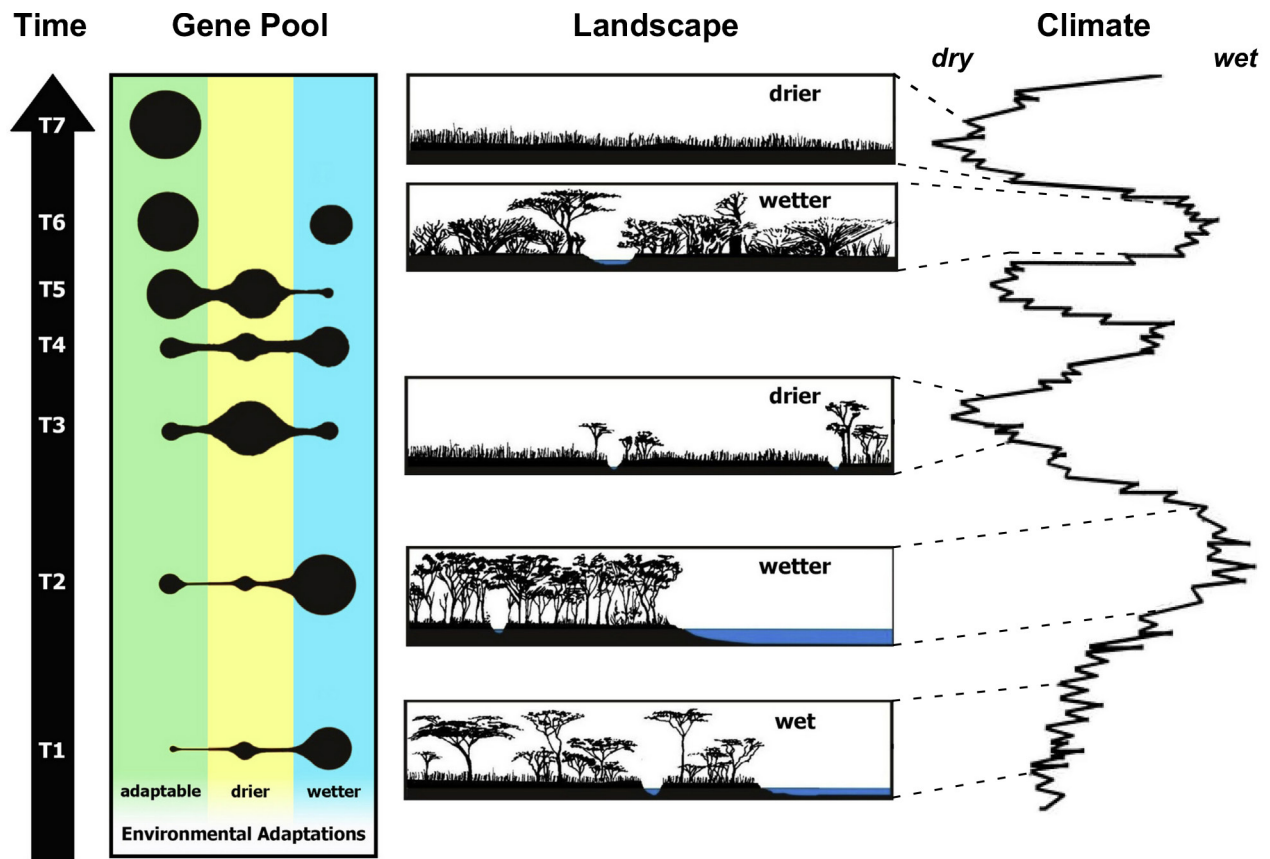 Time
Gene Pool
Landscape
Climate
dry
wet
T7
drier
T6
wetter
T5
T4
T3
drier
T2
wetter
T1
wet
adaptable
drier
wetter
Environmental Adaptations